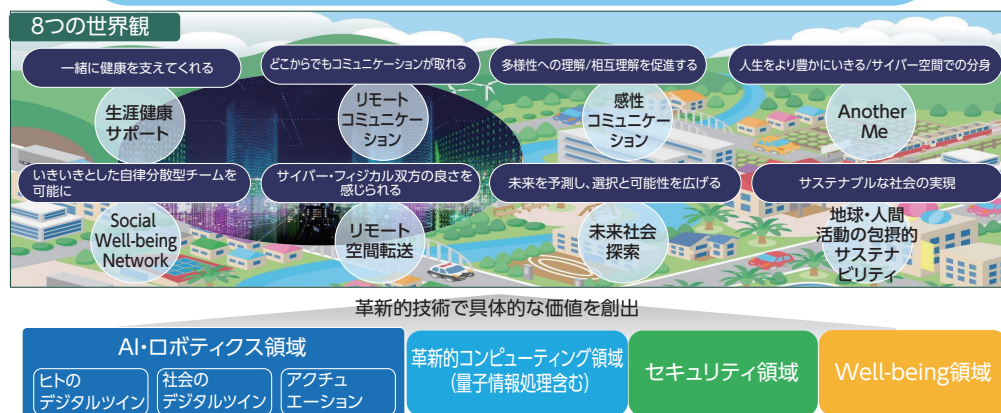 8つの世界観
一緒に健康を支えてくれる
生涯健康
サポート
どこからでもコミュニケーションが取れる
リモート
コミュニケー
ション
多様性への理解/相互理解を促進する
感性
コミュニケー
ション
人生をより豊かにいきる/サイバー空間での分身
Another
Me
いきいきとした自律分散型チームを
可能に
Social
Well-being
Network
サイバー・フィジカル双方の良さを
感じられる
リモート
空間転送
未来を予測し、選択と可能性を広げる
未来社会
探索
サステナブルな社会の実現
地球・人間
活動の包摂的
サステナ
ビリティ
革新的技術で具体的な価値を創出
AI・ロボティクス領域
ヒトの
デジタルツイン
社会の
デジタルツイン
アクチュ
エーション
革新的コンピューティング領域
(量子情報処理含む)
セキュリティ領域
Well-being領域